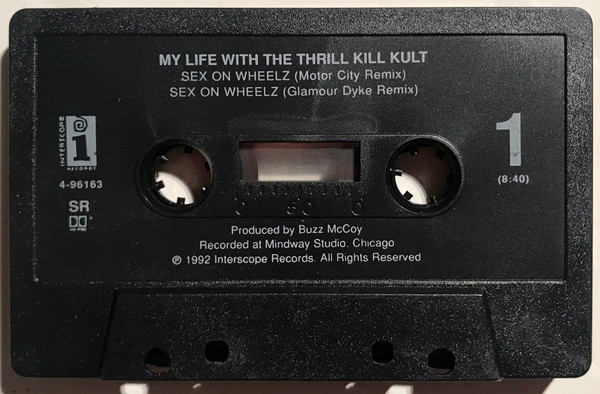 MY LIFE WITH THE THRILL KILL KULT
SEX ON WHEELZ (Motor City Remix)
SEX ON WHEELZ (Glamour Dyke Remix)
INTERSCOPE
i
RECORDS
4-96163
SR
1
(8:40)
Produced by Buzz McCoy
Recorded at Mindway Studio, Chicago
℗ 1992 Interscope Records. All Rights Reserved